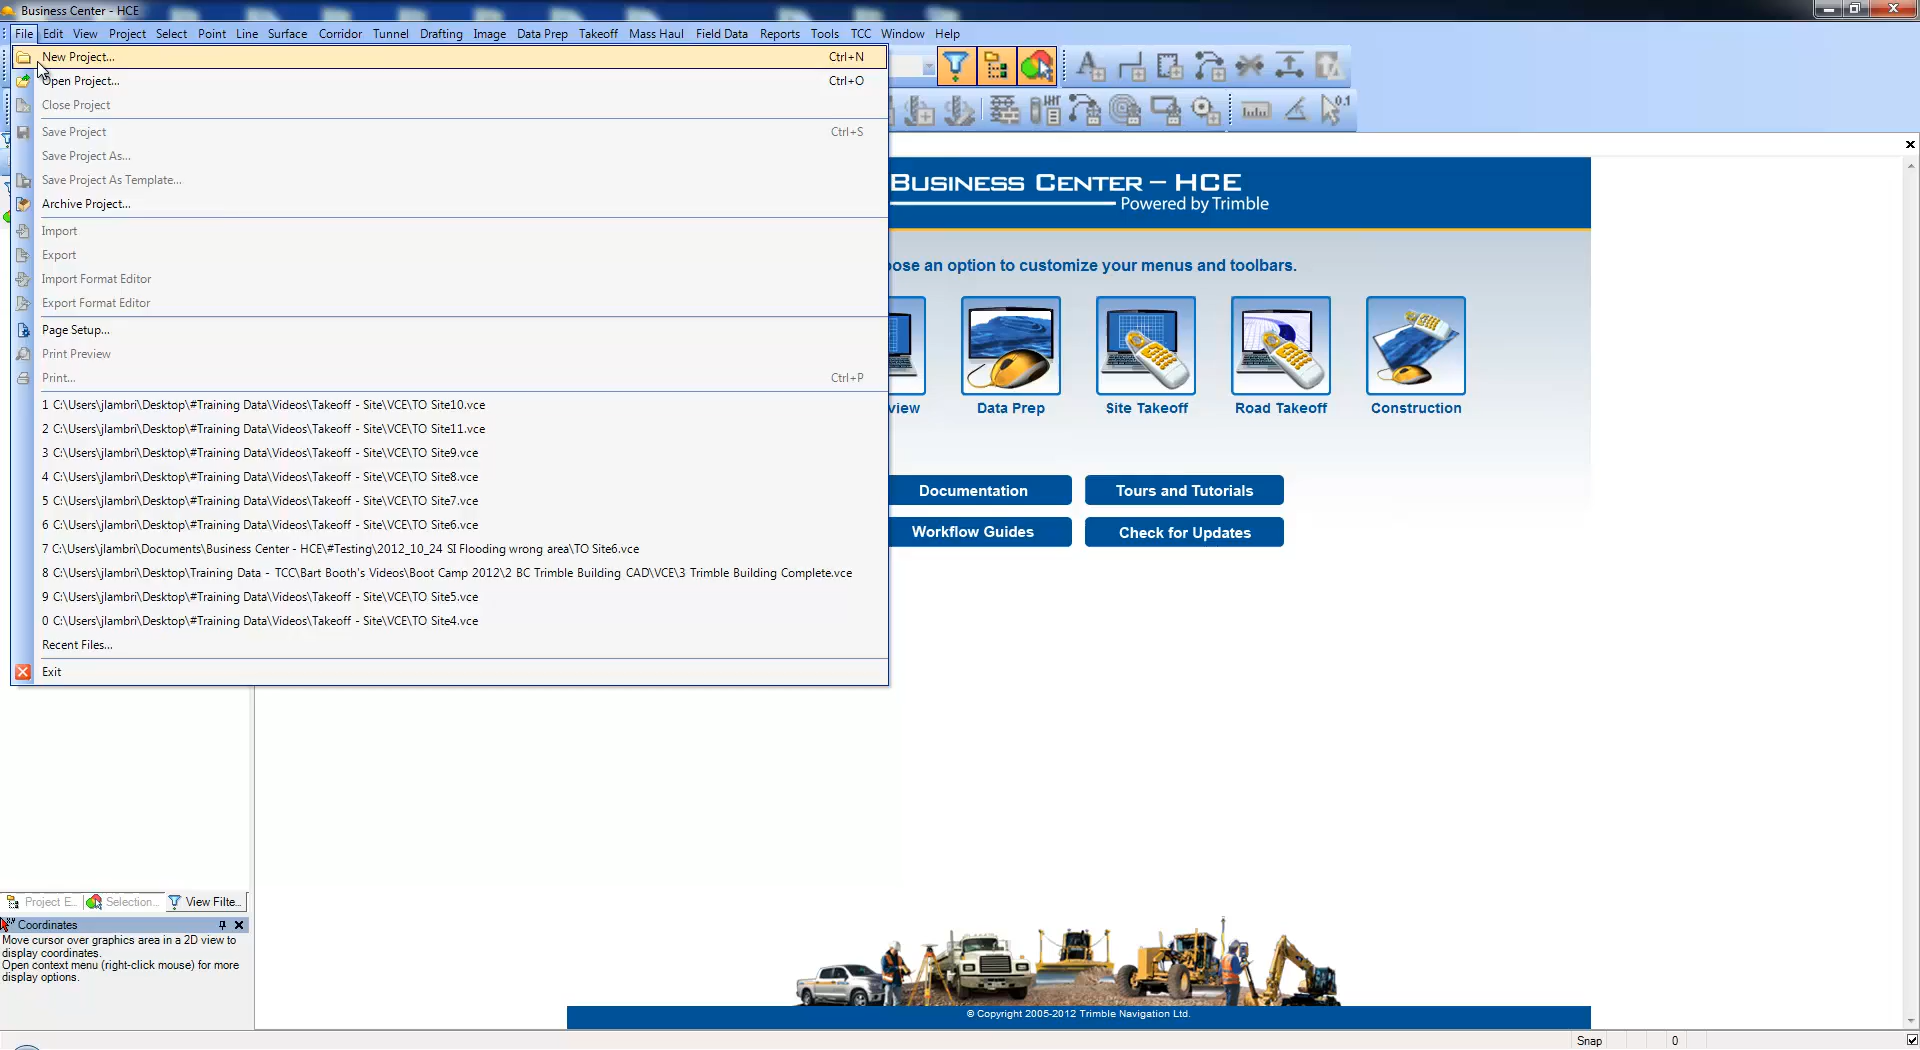 Business Center - HCE
File Edit View Project Select Point Line Surface Corridor Tunnel Drafting Image Data Prep Takeoff Mass Haul Field Data Reports Tools TCC Window Help
New Project... Ctrl+N
Open Project... Ctrl+O
Close Project
Save Project Ctrl+S
Save Project As...
Save Project As Template...
Archive Project...
Import
Export
Import Format Editor
Export Format Editor
Page Setup...
Print Preview
Print... Ctrl+P
1 C:\Users\jlambri\Desktop\#Training Data\Videos\Takeoff - Site\VCE\TO Site10.vce
2 C:\Users\jlambri\Desktop\#Training Data\Videos\Takeoff - Site\VCE\TO Site11.vce
3 C:\Users\jlambri\Desktop\#Training Data\Videos\Takeoff - Site\VCE\TO Site9.vce
4 C:\Users\jlambri\Desktop\#Training Data\Videos\Takeoff - Site\VCE\TO Site8.vce
5 C:\Users\jlambri\Desktop\#Training Data\Videos\Takeoff - Site\VCE\TO Site7.vce
6 C:\Users\jlambri\Desktop\#Training Data\Videos\Takeoff - Site\VCE\TO Site6.vce
7 C:\Users\jlambri\Documents\Business Center - HCE\#Testing\2012_10_24 SI Flooding wrong area\TO Site6.vce
8 C:\Users\jlambri\Desktop\Training Data - TCC\Bart Booth's Videos\Boot Camp 2012\2 BC Trimble Building CAD\VCE\3 Trimble Building Complete.vce
9 C:\Users\jlambri\Desktop\#Training Data\Videos\Takeoff - Site\VCE\TO Site5.vce
0 C:\Users\jlambri\Desktop\#Training Data\Videos\Takeoff - Site\VCE\TO Site4.vce
Recent Files...
Exit
0.1
BUSINESS CENTER – HCE
Powered by Trimble
ose an option to customize your menus and toolbars.
view Data Prep Site Takeoff Road Takeoff Construction
Documentation Tours and Tutorials
Workflow Guides Check for Updates
Project E... Selection... View Filte...
Coordinates
Move cursor over graphics area in a 2D view to
display coordinates.
Open context menu (right-click mouse) for more
display options.
© Copyright 2005-2012 Trimble Navigation Ltd.
Snap 0